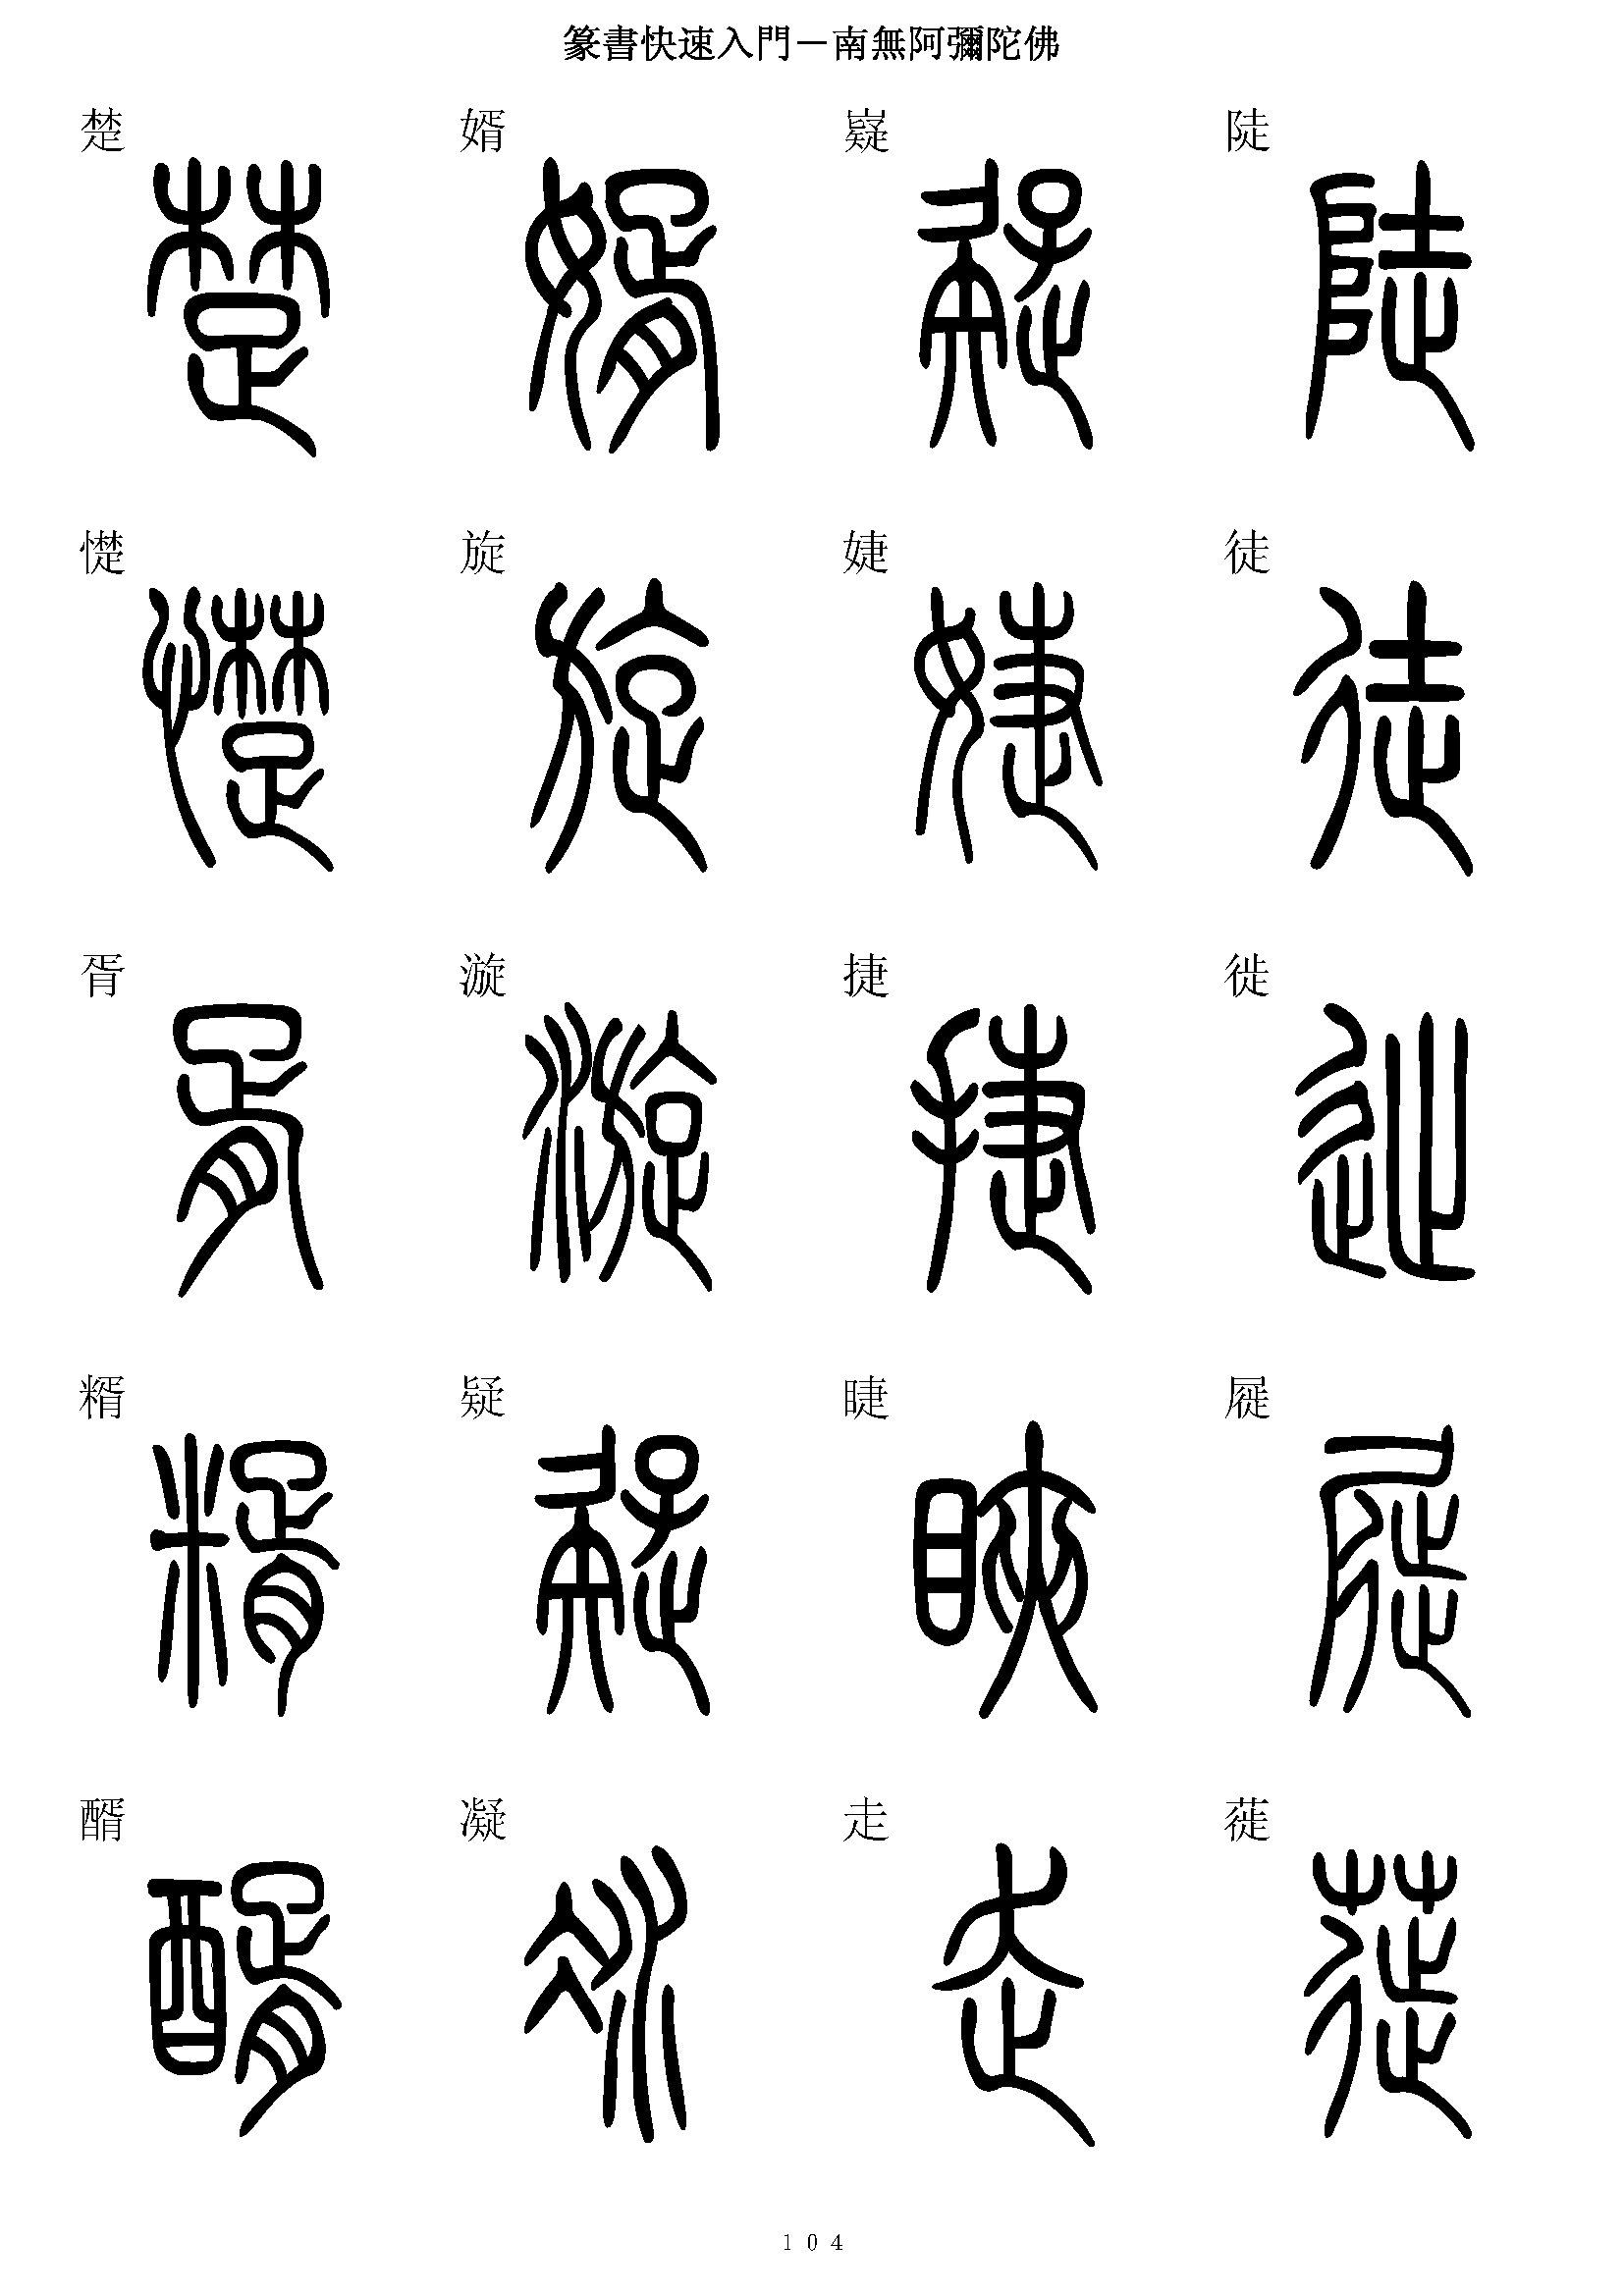 篆書快速入門－南無阿彌陀佛
楚 婿 嶷 陡
憷 旋 婕 徒
胥 漩 捷 徙
糈 疑 睫 屣
醑 凝 走 蓰
104